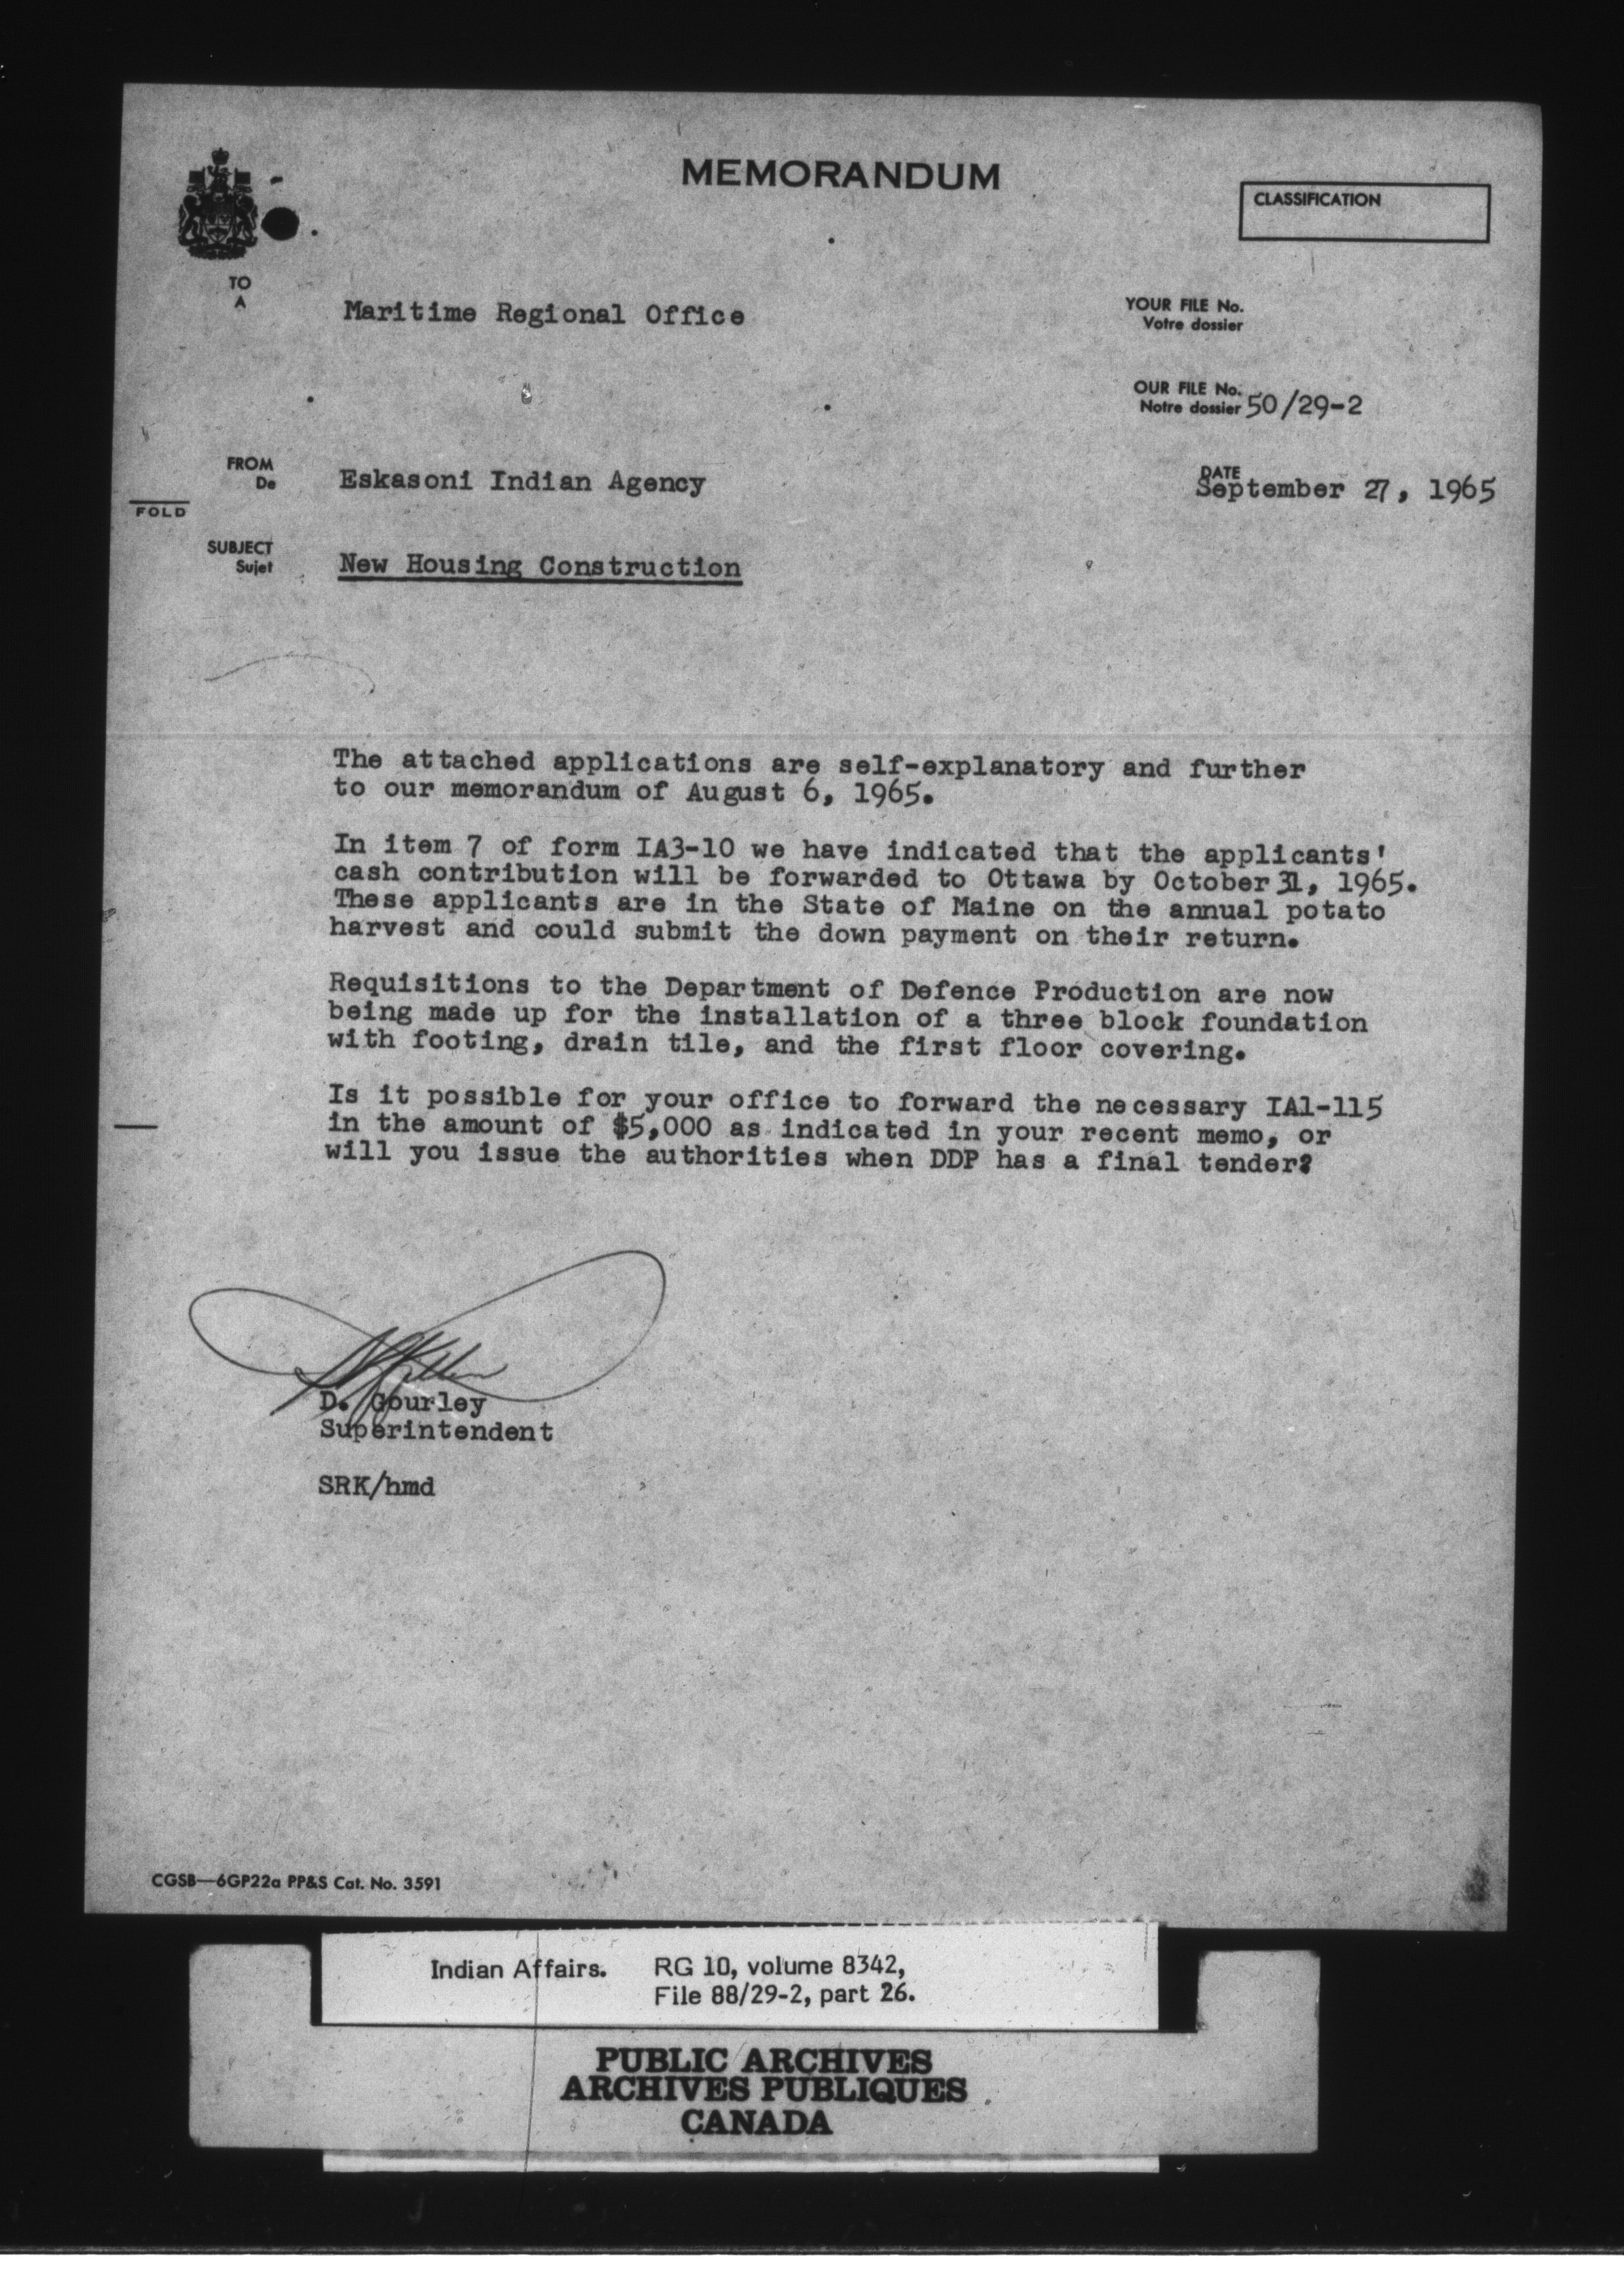 MEMORANDUM
CLASSIFICATION
TO
A
Maritime Regional Office
YOUR FILE No.
Votre dossier
OUR FILE No.
Notre dossier 50/29-2
FROM
De
Eskasoni Indian Agency
DATE
September 27, 1965
FOLD
SUBJECT
Sujet
New Housing Construction
The attached applications are self-explanatory and further
to our memorandum of August 6, 1965.
In item 7 of form IA3-10 we have indicated that the applicants'
cash contribution will be forwarded to Ottawa by October 31, 1965.
These applicants are in the State of Maine on the annual potato
harvest and could submit the down payment on their return.
Requisitions to the Department of Defence Production are now
being made up for the installation of a three block foundation
with footing, drain tile, and the first floor covering.
Is it possible for your office to forward the necessary IA1-115
in the amount of $5,000 as indicated in your recent memo, or
will you issue the authorities when DDP has a final tender?
D. Gourley
Superintendent
SRK/hmd
CGSB—6GP22a PP&S Cat. No. 3591
Indian Affairs. RG 10, volume 8342,
File 88/29-2, part 26.
PUBLIC ARCHIVES
ARCHIVES PUBLIQUES
CANADA